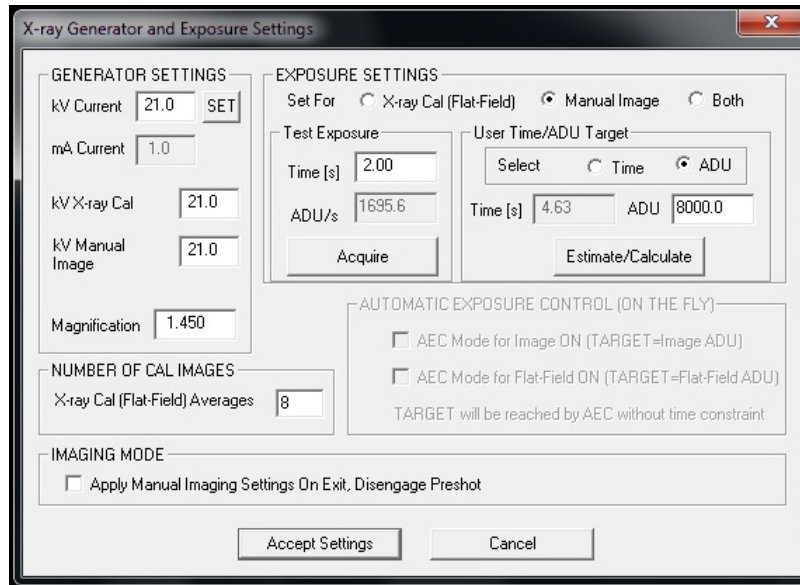 X-ray Generator and Exposure Settings
GENERATOR SETTINGS
kV Current 21.0 SET
mA Current 1.0
kV X-ray Cal 21.0
kV Manual
Image 21.0
Magnification 1.450
EXPOSURE SETTINGS
Set For X-ray Cal (Flat-Field) Manual Image Both
Test Exposure
Time [s] 2.00
ADU/s 1695.6
Acquire
User Time/ADU Target
Select Time ADU
Time [s] 4.63 ADU 8000.0
Estimate/Calculate
AUTOMATIC EXPOSURE CONTROL (ON THE FLY)
AEC Mode for Image ON (TARGET=Image ADU)
AEC Mode for Flat-Field ON (TARGET=Flat-Field ADU)
TARGET will be reached by AEC without time constraint
NUMBER OF CAL IMAGES
X-ray Cal (Flat-Field) Averages 8
IMAGING MODE
Apply Manual Imaging Settings On Exit, Disengage Preshot
Accept Settings Cancel